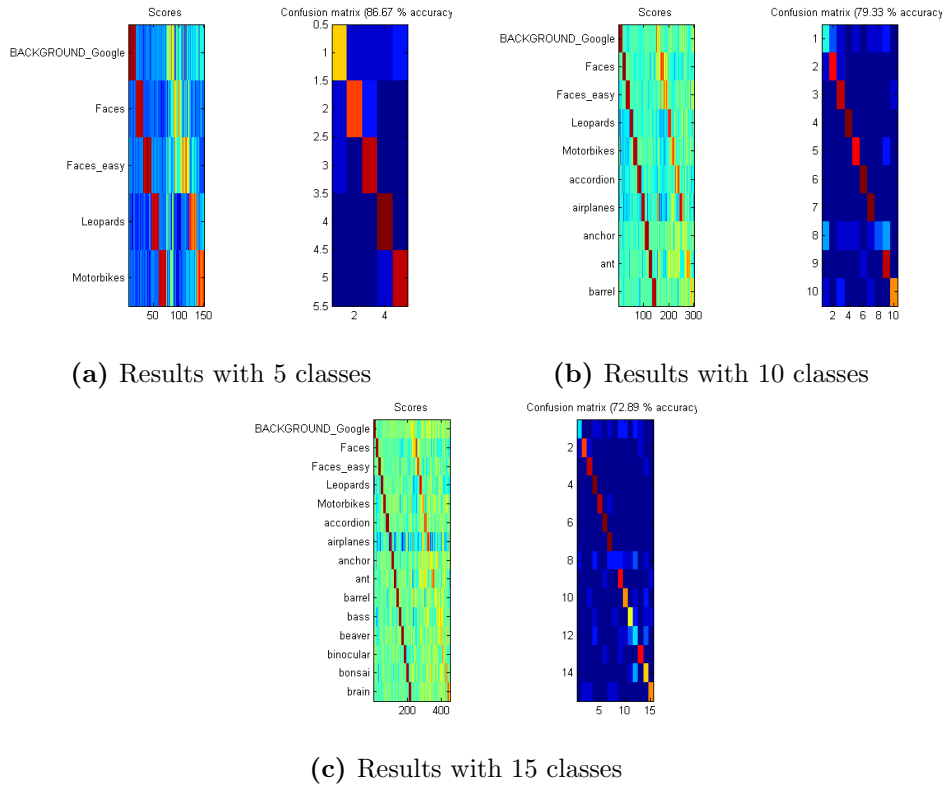 Scores
Confusion matrix (86.67 % accuracy
BACKGROUND_Google
Faces
Faces_easy
Leopards
Motorbikes
50 100 150
0.5
1
1.5
2
2.5
3
3.5
4
4.5
5
5.5
2 4
(a) Results with 5 classes
Scores
Confusion matrix (79.33 % accuracy
BACKGROUND_Google
Faces
Faces_easy
Leopards
Motorbikes
accordion
airplanes
anchor
ant
barrel
100 200 300
1
2
3
4
5
6
7
8
9
10
2 4 6 8 10
(b) Results with 10 classes
Scores
Confusion matrix (72.89 % accuracy
BACKGROUND_Google
Faces
Faces_easy
Leopards
Motorbikes
accordion
airplanes
anchor
ant
barrel
bass
beaver
binocular
bonsai
brain
200 400
2
4
6
8
10
12
14
5 10 15
(c) Results with 15 classes